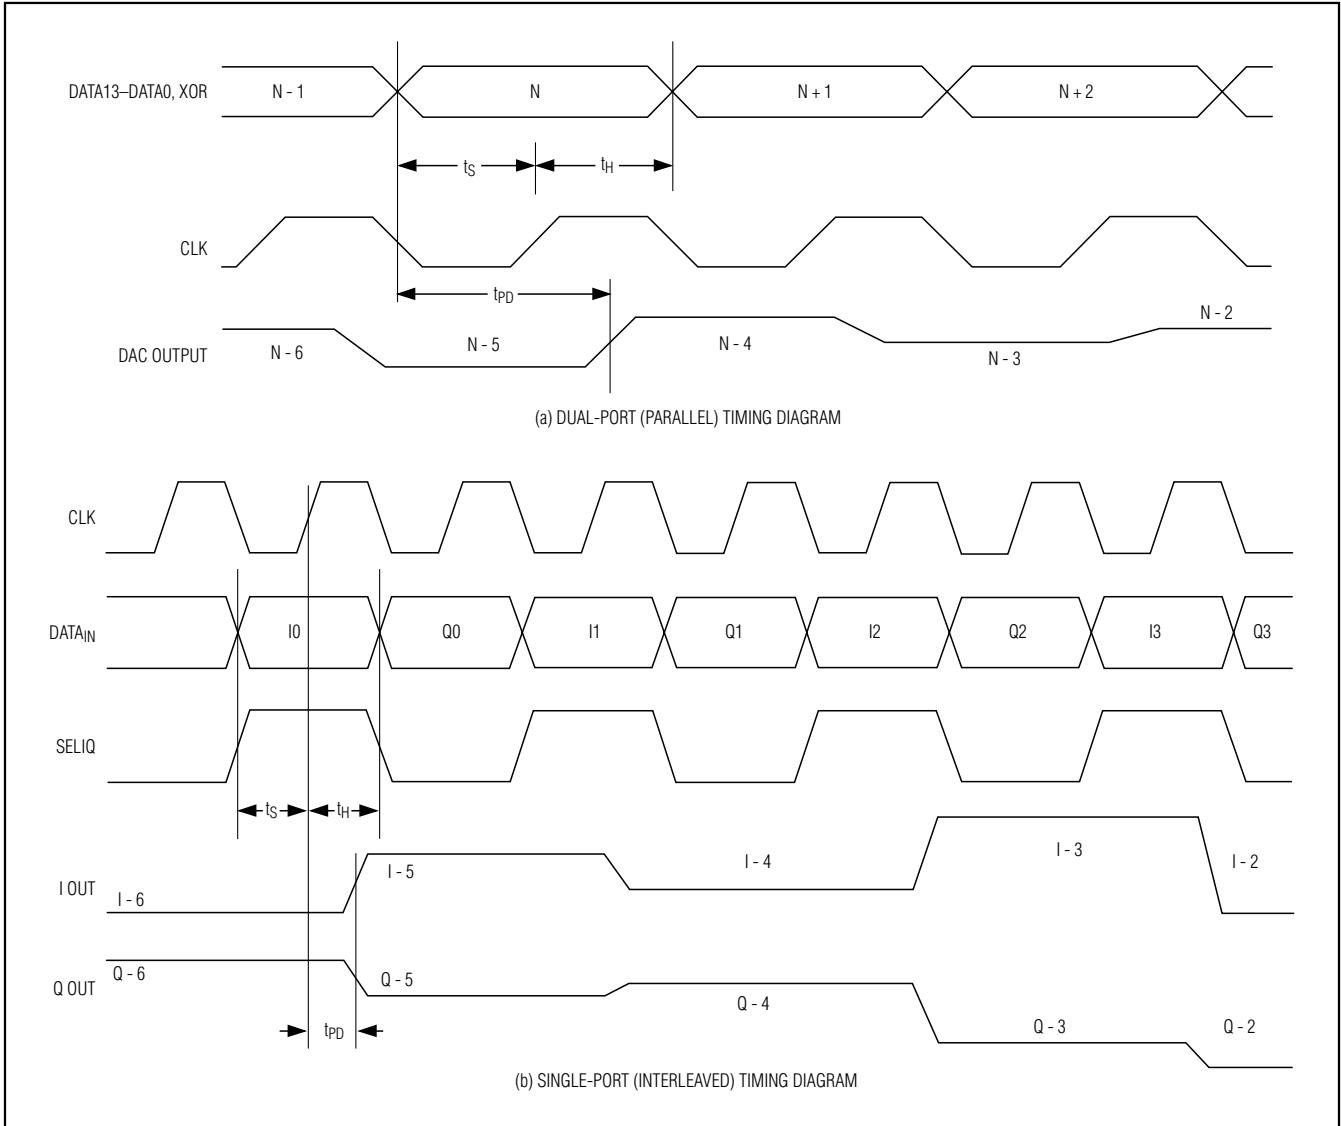 DATA13–DATA0, XOR
N - 1
N
N + 1
N + 2
tS
tH
CLK
tPD
DAC OUTPUT
N - 6
N - 5
N - 4
N - 3
N - 2
(a) DUAL-PORT (PARALLEL) TIMING DIAGRAM
CLK
DATAIN
I0
Q0
I1
Q1
I2
Q2
I3
Q3
SELIQ
tS
tH
I OUT
I - 6
I - 5
I - 4
I - 3
I - 2
Q OUT
Q - 6
Q - 5
Q - 4
Q - 3
Q - 2
tPD
(b) SINGLE-PORT (INTERLEAVED) TIMING DIAGRAM